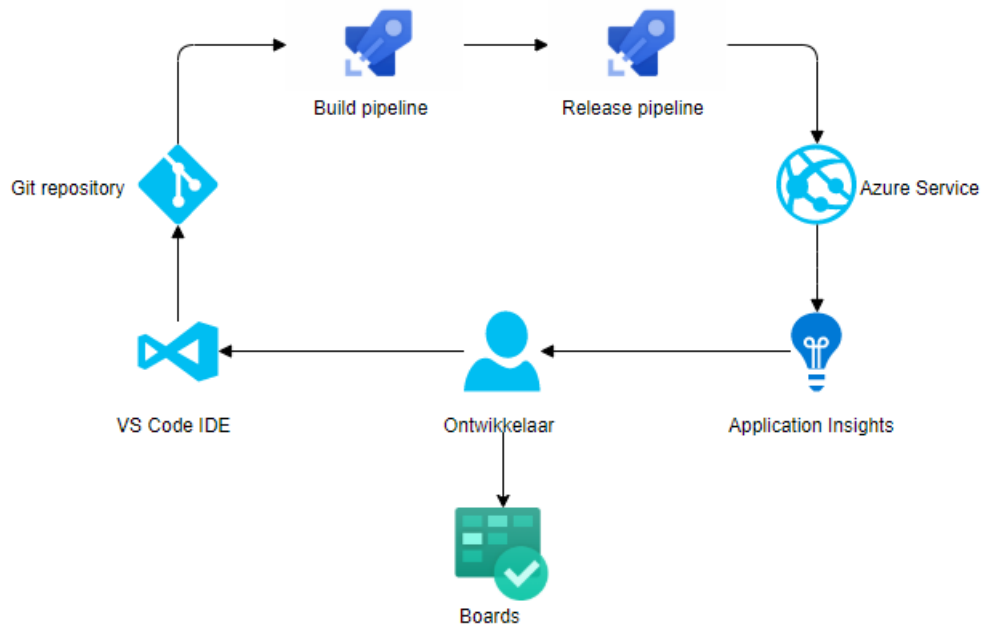 Build pipeline
Release pipeline
Git repository
Azure Service
VS Code IDE
Ontwikkelaar
Application Insights
Boards